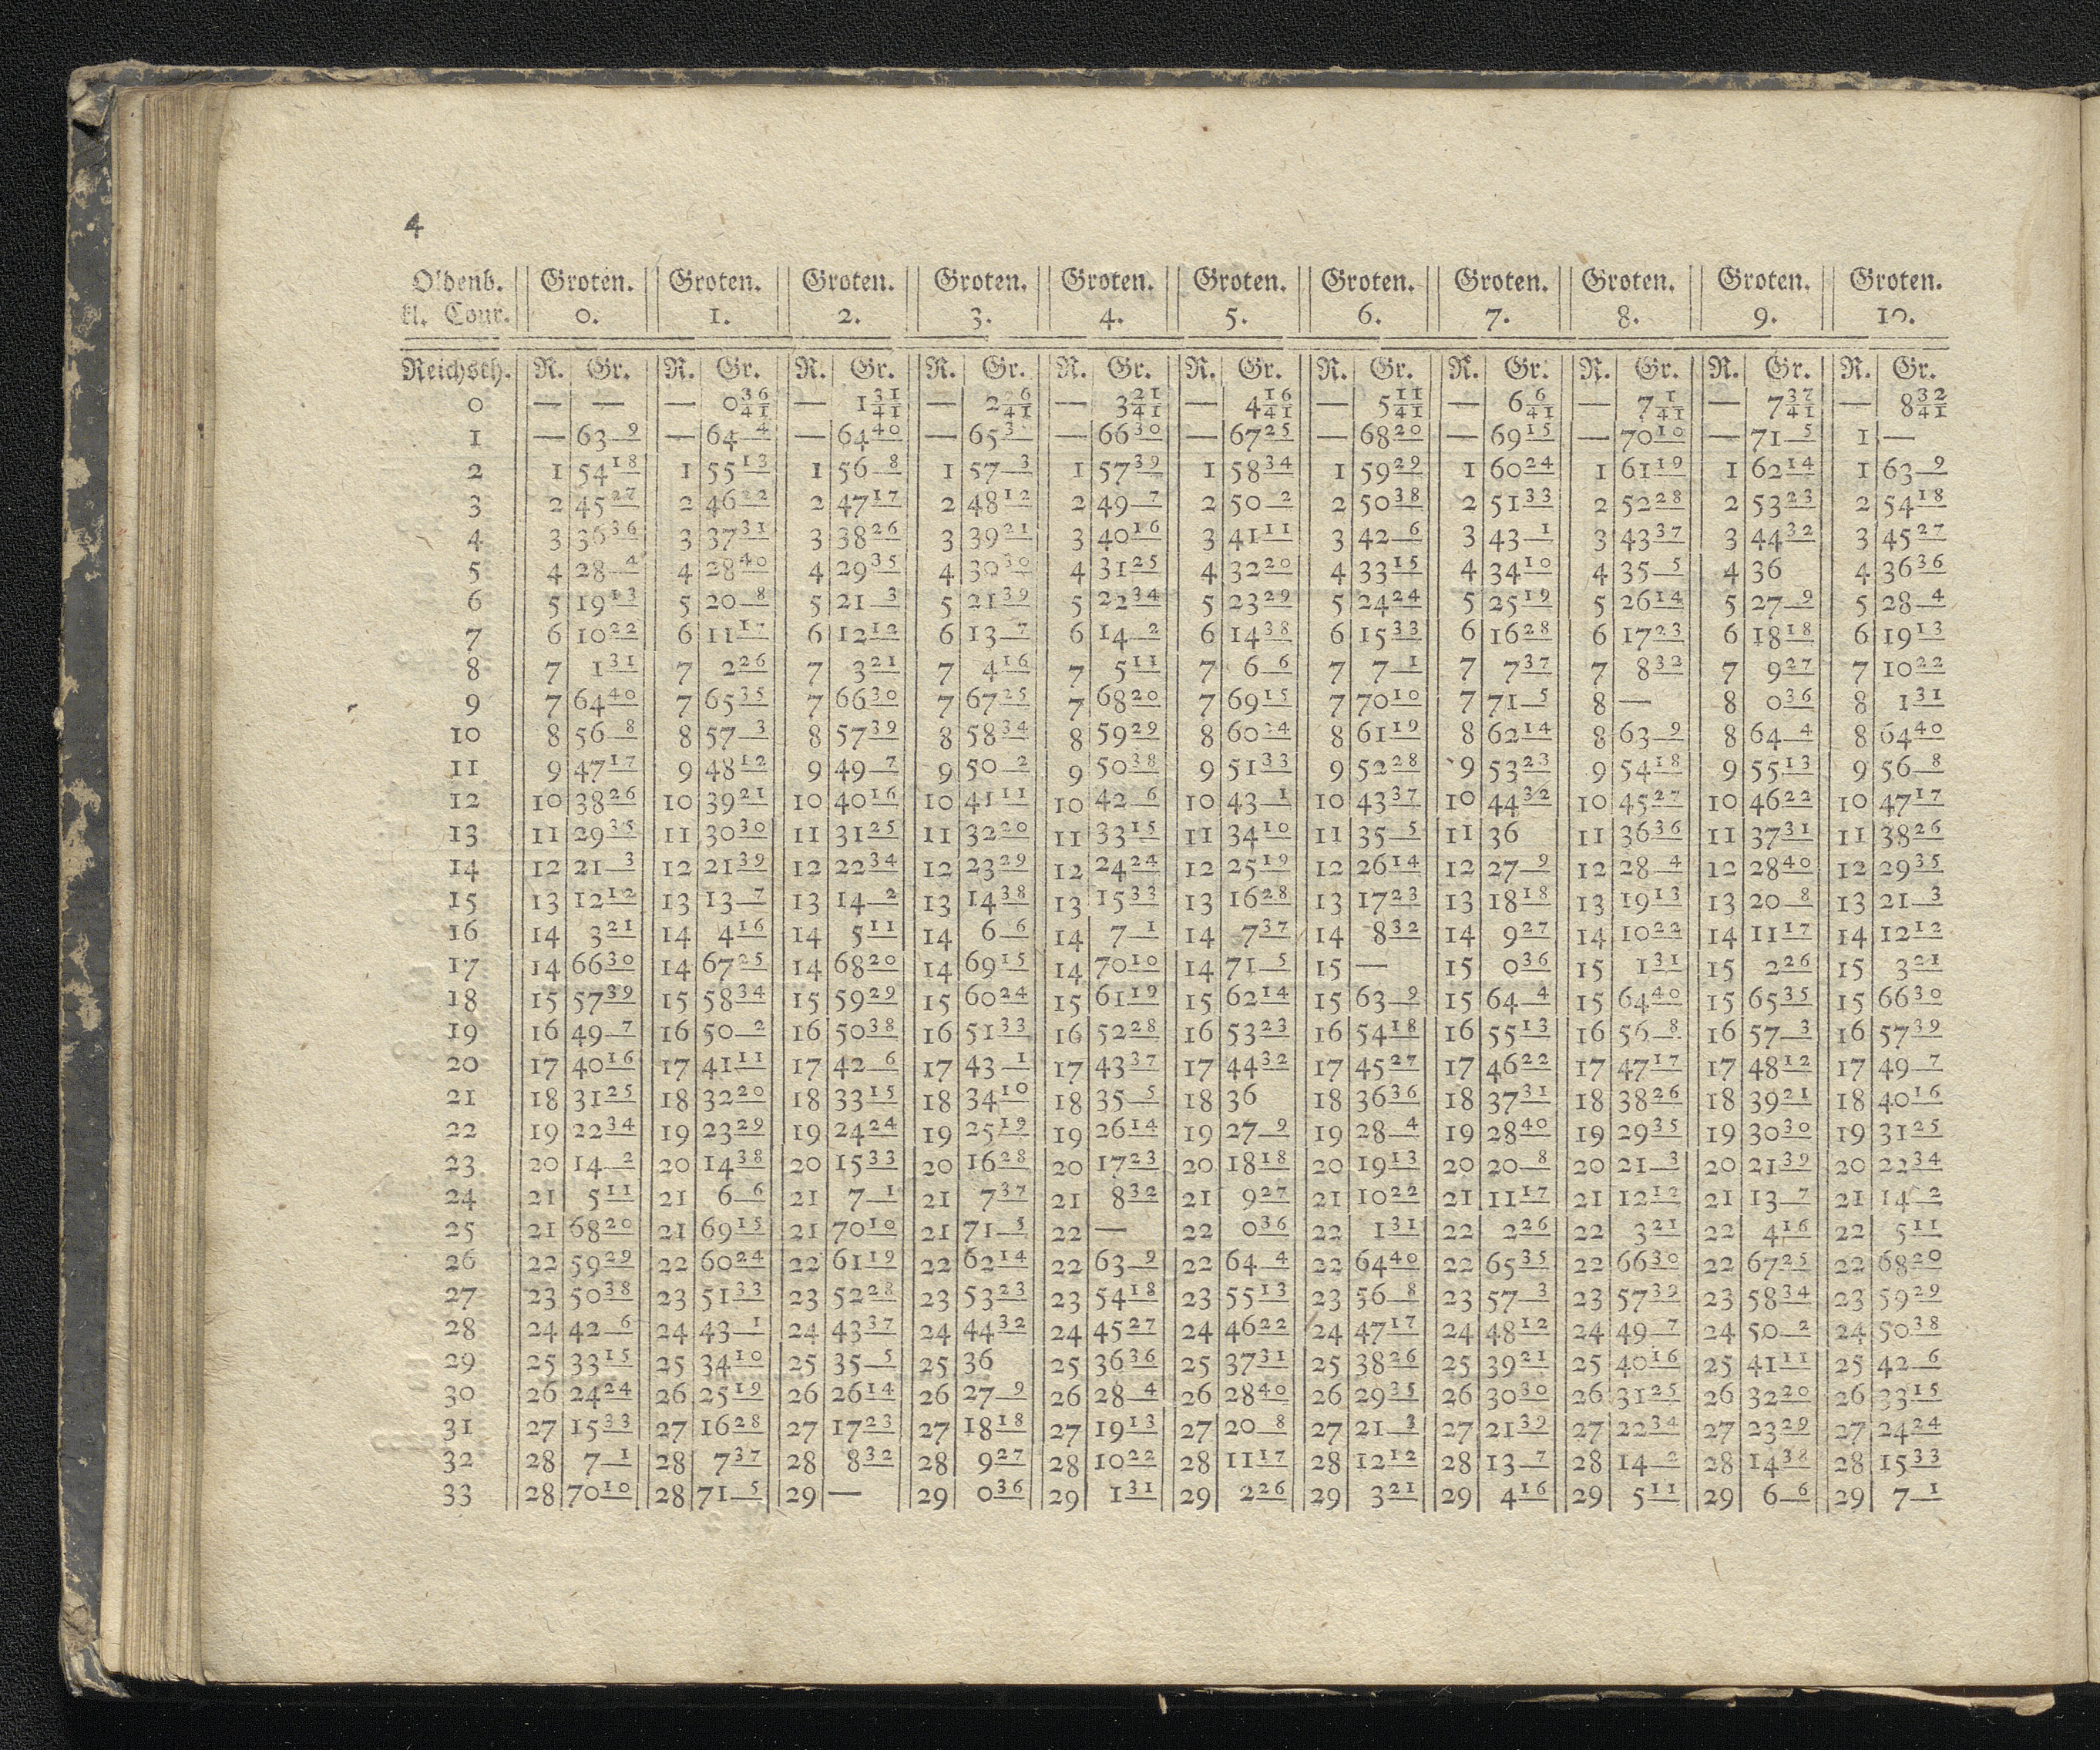 4
Oldenb. Groten. Groten. Groten. Groten. Groten. Groten. Groten. Groten. Groten. Groten. Groten.
kl. Cour. 0. 1. 2. 3. 4. 5. 6. 7. 8. 9. 10.
Reichsth. R. Gr. R. Gr. R. Gr. R. Gr. R. Gr. R. Gr. R. Gr. R. Gr. R. Gr. R. Gr. R. Gr.
0 — — — 0 36/41 — 1 31/41 — 2 26/41 — 3 21/41 — 4 16/41 — 5 11/41 — 6 6/41 — 7 1/41 — 7 37/41 — 8 32/41
1 — 63 9 — 64 4 — 64 40 — 65 3 — 66 30 — 67 25 — 68 20 — 69 15 — 70 10 — 71 5 1 —
2 1 54 18 1 55 13 1 56 8 1 57 3 1 57 39 1 58 34 1 59 29 1 60 24 1 61 19 1 62 14 1 63 9
3 2 45 27 2 46 22 2 47 17 2 48 12 2 49 7 2 50 2 2 50 38 2 51 33 2 52 28 2 53 23 2 54 18
4 3 36 36 3 37 31 3 38 26 3 39 21 3 40 16 3 41 11 3 42 6 3 43 1 3 43 37 3 44 32 3 45 27
5 4 28 4 4 28 40 4 29 35 4 30 30 4 31 25 4 32 20 4 33 15 4 34 10 4 35 5 4 36 4 36 36
6 5 19 13 5 20 8 5 21 3 5 21 39 5 22 34 5 23 29 5 24 24 5 25 19 5 26 14 5 27 9 5 28 4
7 6 10 22 6 11 17 6 12 12 6 13 7 6 14 2 6 14 38 6 15 33 6 16 28 6 17 23 6 18 18 6 19 13
8 7 1 31 7 2 26 7 3 21 7 4 16 7 5 11 7 6 6 7 7 1 7 7 37 7 8 32 7 9 27 7 10 22
9 7 64 40 7 65 35 7 66 30 7 67 25 7 68 20 7 69 15 7 70 10 7 71 5 8 — 8 0 36 8 1 31
10 8 56 8 8 57 3 8 57 39 8 58 34 8 59 29 8 60 24 8 61 19 8 62 14 8 63 9 8 64 4 8 64 40
11 9 47 17 9 48 12 9 49 7 9 50 2 9 50 38 9 51 33 9 52 28 9 53 23 9 54 18 9 55 13 9 56 8
12 10 38 26 10 39 21 10 40 16 10 41 11 10 42 6 10 43 1 10 43 37 10 44 32 10 45 27 10 46 22 10 47 17
13 11 29 35 11 30 30 11 31 25 11 32 20 11 33 15 11 34 10 11 35 5 11 36 11 36 36 11 37 31 11 38 26
14 12 21 3 12 21 39 12 22 34 12 23 29 12 24 24 12 25 19 12 26 14 12 27 9 12 28 4 12 28 40 12 29 35
15 13 12 12 13 13 7 13 14 2 13 14 38 13 15 33 13 16 28 13 17 23 13 18 18 13 19 13 13 20 8 13 21 3
16 14 3 21 14 4 16 14 5 11 14 6 6 14 7 1 14 7 37 14 8 32 14 9 27 14 10 22 14 11 17 14 12 12
17 14 66 30 14 67 25 14 68 20 14 69 15 14 70 10 14 71 5 15 — 15 0 36 15 1 31 15 2 26 15 3 21
18 15 57 39 15 58 34 15 59 29 15 60 24 15 61 19 15 62 14 15 63 9 15 64 4 15 64 40 15 65 35 15 66 30
19 16 49 7 16 50 2 16 50 38 16 51 33 16 52 28 16 53 23 16 54 18 16 55 13 16 56 8 16 57 3 16 57 39
20 17 40 16 17 41 11 17 42 6 17 43 1 17 43 37 17 44 32 17 45 27 17 46 22 17 47 17 17 48 12 17 49 7
21 18 31 25 18 32 20 18 33 15 18 34 10 18 35 5 18 36 18 36 36 18 37 31 18 38 26 18 39 21 18 40 16
22 19 22 34 19 23 29 19 24 24 19 25 19 19 26 14 19 27 9 19 28 4 19 28 40 19 29 35 19 30 30 19 31 25
23 20 14 2 20 14 38 20 15 33 20 16 28 20 17 23 20 18 18 20 19 13 20 20 8 20 21 3 20 21 39 20 22 34
24 21 5 11 21 6 6 21 7 1 21 7 37 21 8 32 21 9 27 21 10 22 21 11 17 21 12 12 21 13 7 21 14 2
25 21 68 20 21 69 15 21 70 10 21 71 5 22 — 22 0 36 22 1 31 22 2 26 22 3 21 22 4 16 22 5 11
26 22 59 29 22 60 24 22 61 19 22 62 14 22 63 9 22 64 4 22 64 40 22 65 35 22 66 30 22 67 25 22 68 20
27 23 50 38 23 51 33 23 52 28 23 53 23 23 54 18 23 55 13 23 56 8 23 57 3 23 57 39 23 58 34 23 59 29
28 24 42 6 24 43 1 24 43 37 24 44 32 24 45 27 24 46 22 24 47 17 24 48 12 24 49 7 24 50 2 24 50 38
29 25 33 15 25 34 10 25 35 5 25 36 25 36 36 25 37 31 25 38 26 25 39 21 25 40 16 25 41 11 25 42 6
30 26 24 24 26 25 19 26 26 14 26 27 9 26 28 4 26 28 40 26 29 35 26 30 30 26 31 25 26 32 20 26 33 15
31 27 15 33 27 16 28 27 17 23 27 18 18 27 19 13 27 20 8 27 21 3 27 21 39 27 22 34 27 23 29 27 24 24
32 28 7 1 28 7 37 28 8 32 28 9 27 28 10 22 28 11 17 28 12 12 28 13 7 28 14 2 28 14 38 28 15 33
33 28 70 10 28 71 5 29 — 29 0 36 29 1 31 29 2 26 29 3 21 29 4 16 29 5 11 29 6 6 29 7 1